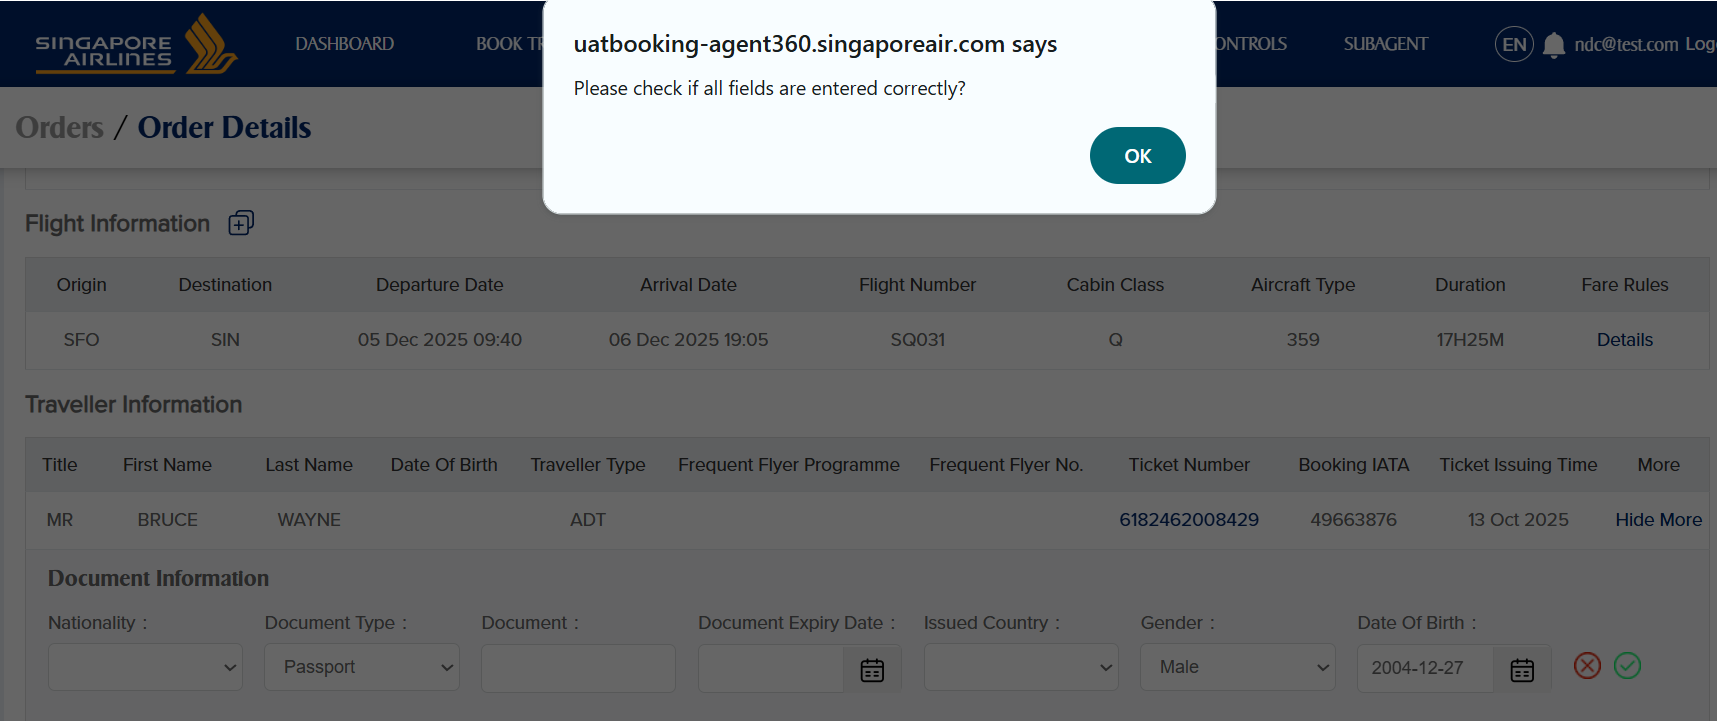 SINGAPORE
AIRLINES
DASHBOARD
BOOK TR
uatbooking-agent360.singaporeair.com says
Please check if all fields are entered correctly?
OK
ONTROLS
SUBAGENT
EN
ndc@test.com
Logo
Orders / Order Details
Flight Information
Origin Destination Departure Date Arrival Date Flight Number Cabin Class Aircraft Type Duration Fare Rules
SFO SIN 05 Dec 2025 09:40 06 Dec 2025 19:05 SQ031 Q 359 17H25M Details
Traveller Information
Title First Name Last Name Date Of Birth Traveller Type Frequent Flyer Programme Frequent Flyer No. Ticket Number Booking IATA Ticket Issuing Time More
MR BRUCE WAYNE ADT 6182462008429 49663876 13 Oct 2025 Hide More
Document Information
Nationality : Document Type : Document : Document Expiry Date : Issued Country : Gender : Date Of Birth :
Passport Male 2004-12-27